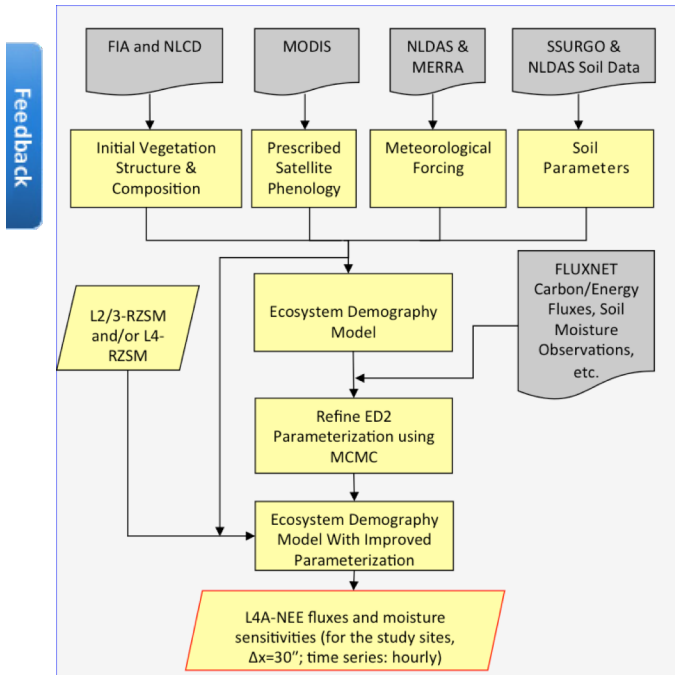 Feedback
FIA and NLCD
MODIS
NLDAS &
MERRA
SSURGO &
NLDAS Soil Data
Initial Vegetation
Structure &
Composition
Prescribed
Satellite
Phenology
Meteorological
Forcing
Soil
Parameters
L2/3-RZSM
and/or L4-
RZSM
Ecosystem Demography
Model
FLUXNET
Carbon/Energy
Fluxes, Soil
Moisture
Observations,
etc.
Refine ED2
Parameterization using
MCMC
Ecosystem Demography
Model With Improved
Parameterization
L4A-NEE fluxes and moisture
sensitivities (for the study sites,
Δx=30”; time series: hourly)